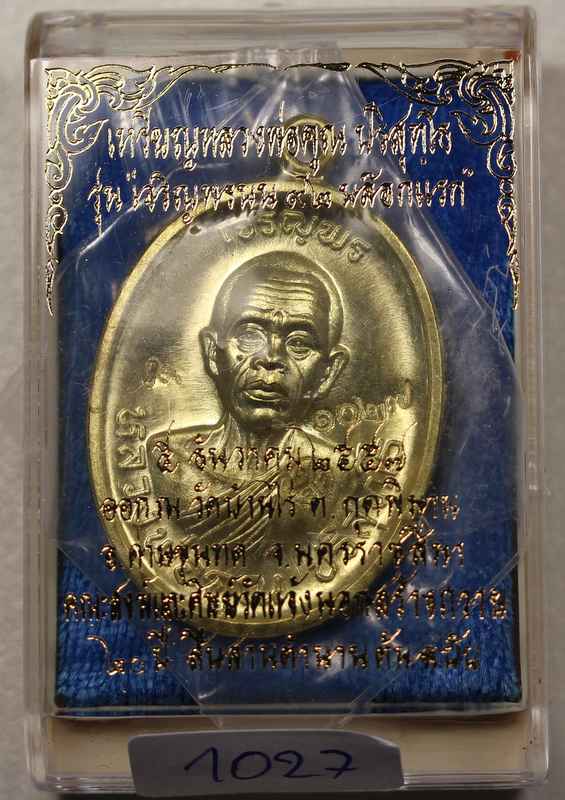 เหรียญหลวงพ่อคูณ ปริสุทฺโธ
รุ่น เจริญพรบน ๙๒ บล๊อกแรก
เจริญพร
๑๐๒๗
หลวง
๕ ธันวาคม ๒๕๕๗
ออก ณ วัดบ้านไร่ ต.กุดพิมาน
อ.ด่านขุนทด จ.นครราชสีมา
คณะสงฆ์และศิษย์วัดแจ้งนอกสร้างถวาย
๒๐ ปี สืบสานตำนาน
1027